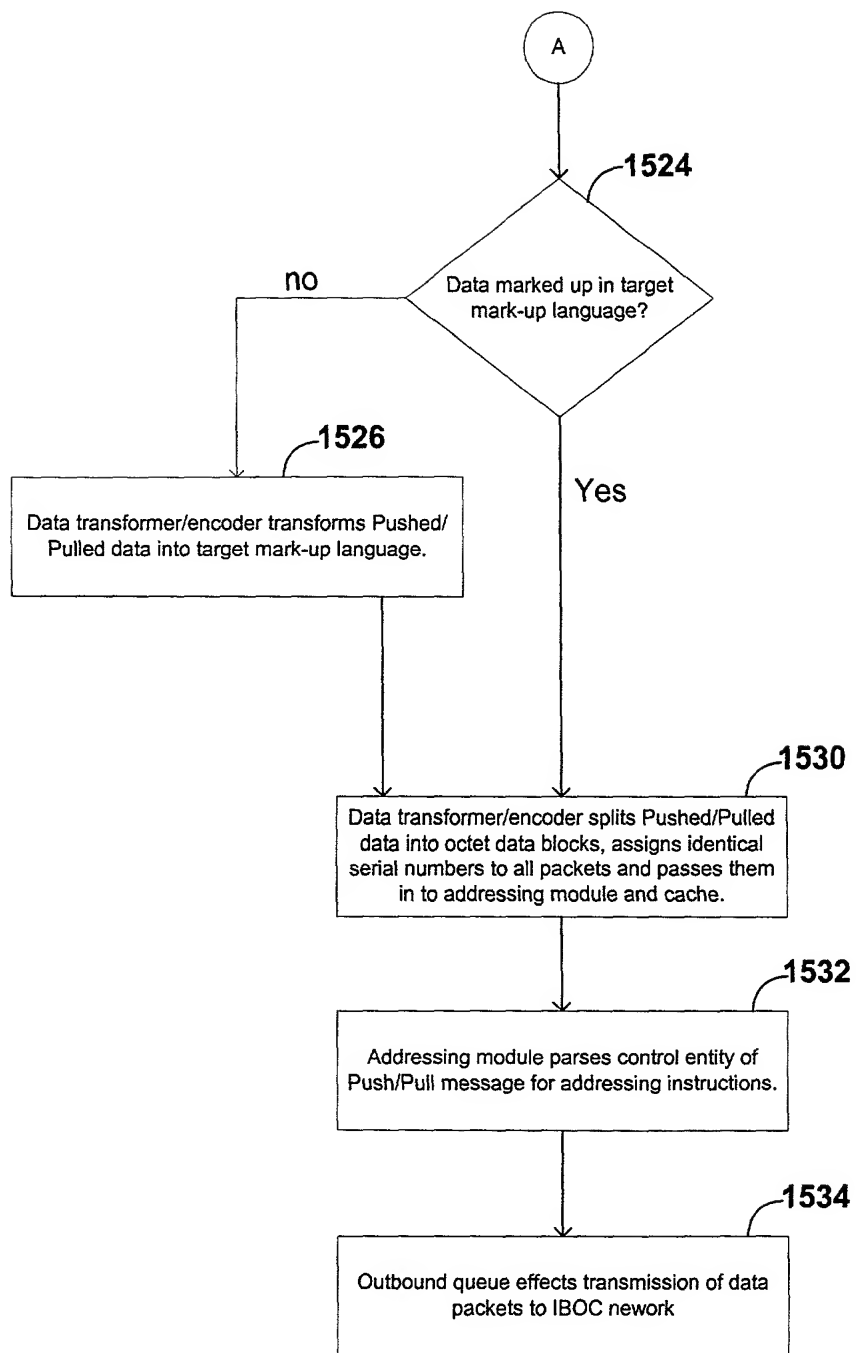 A
1524
Data marked up in target
mark-up language?
no
1526
Data transformer/encoder transforms Pushed/
Pulled data into target mark-up language.
Yes
1530
Data transformer/encoder splits Pushed/Pulled
data into octet data blocks, assigns identical
serial numbers to all packets and passes them
in to addressing module and cache.
1532
Addressing module parses control entity of
Push/Pull message for addressing instructions.
1534
Outbound queue effects transmission of data
packets to IBOC nework